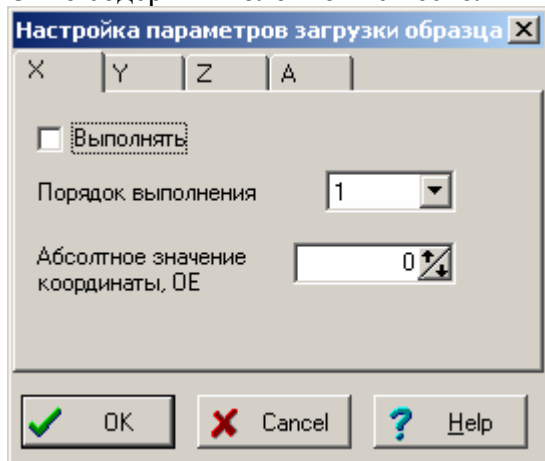 Настройка параметров загрузки образца
X Y Z A
Выполнять
Порядок выполнения 1
Абсолтное значение 0
координаты, ОЕ
OK Cancel Help